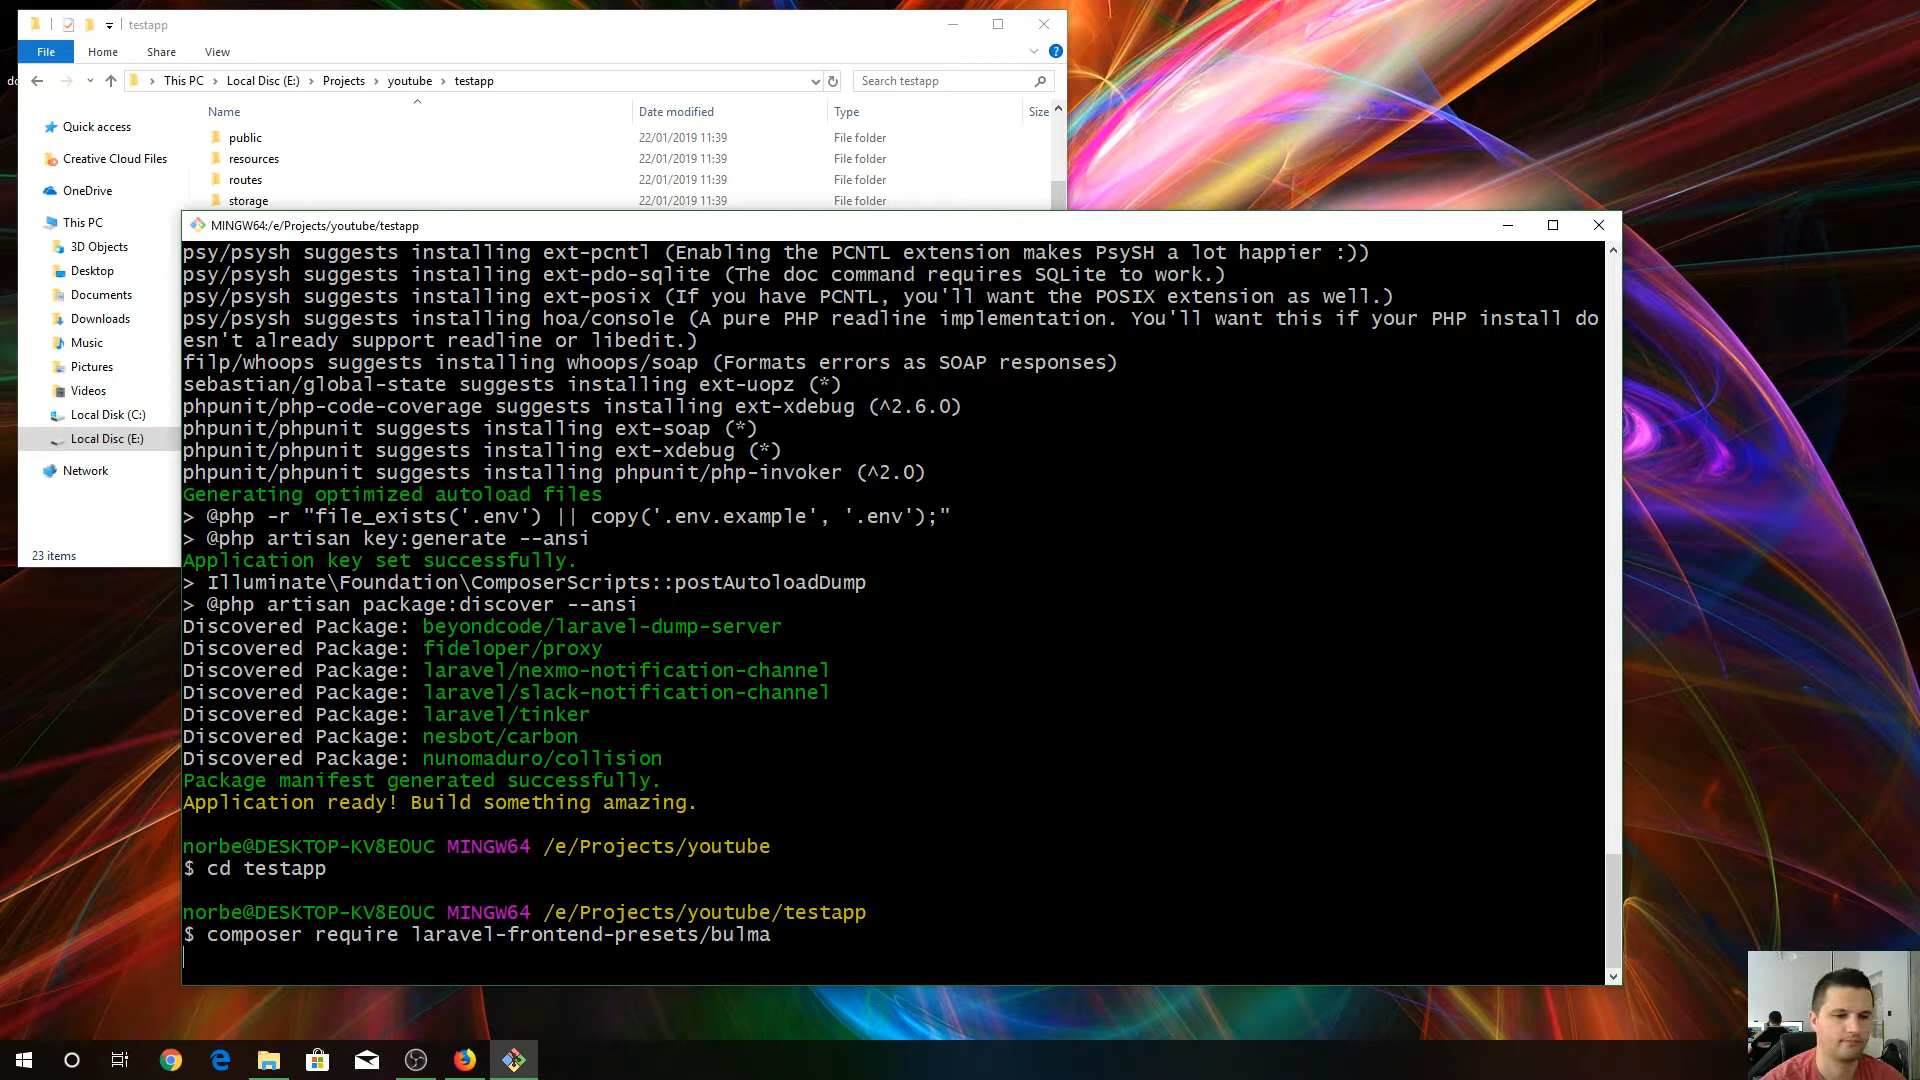 testapp
File Home Share View
This PC Local Disc (E:) Projects youtube testapp
Search testapp
Name Date modified Type Size
public 22/01/2019 11:39 File folder
resources 22/01/2019 11:39 File folder
routes 22/01/2019 11:39 File folder
storage 22/01/2019 11:39 File folder
Quick access
Creative Cloud Files
OneDrive
This PC
3D Objects
Desktop
Documents
Downloads
Music
Pictures
Videos
Local Disk (C:)
Local Disc (E:)
Network
23 items
MINGW64:/e/Projects/youtube/testapp
psy/psysh suggests installing ext-pcntl (Enabling the PCNTL extension makes PsySH a lot happier :))
psy/psysh suggests installing ext-pdo-sqlite (The doc command requires SQLite to work.)
psy/psysh suggests installing ext-posix (If you have PCNTL, you'll want the POSIX extension as well.)
psy/psysh suggests installing hoa/console (A pure PHP readline implementation. You'll want this if your PHP install do
esn't already support readline or libedit.)
filp/whoops suggests installing whoops/soap (Formats errors as SOAP responses)
sebastian/global-state suggests installing ext-uopz (*)
phpunit/php-code-coverage suggests installing ext-xdebug (^2.6.0)
phpunit/phpunit suggests installing ext-soap (*)
phpunit/phpunit suggests installing ext-xdebug (*)
phpunit/phpunit suggests installing phpunit/php-invoker (^2.0)
Generating optimized autoload files
> @php -r "file_exists('.env') || copy('.env.example', '.env');"
> @php artisan key:generate --ansi
Application key set successfully.
> Illuminate\Foundation\ComposerScripts::postAutoloadDump
> @php artisan package:discover --ansi
Discovered Package: beyondcode/laravel-dump-server
Discovered Package: fideloper/proxy
Discovered Package: laravel/nexmo-notification-channel
Discovered Package: laravel/slack-notification-channel
Discovered Package: laravel/tinker
Discovered Package: nesbot/carbon
Discovered Package: nunomaduro/collision
Package manifest generated successfully.
Application ready! Build something amazing.
norbe@DESKTOP-KV8E0UC MINGW64 /e/Projects/youtube
$ cd testapp
norbe@DESKTOP-KV8E0UC MINGW64 /e/Projects/youtube/testapp
$ composer require laravel-frontend-presets/bulma